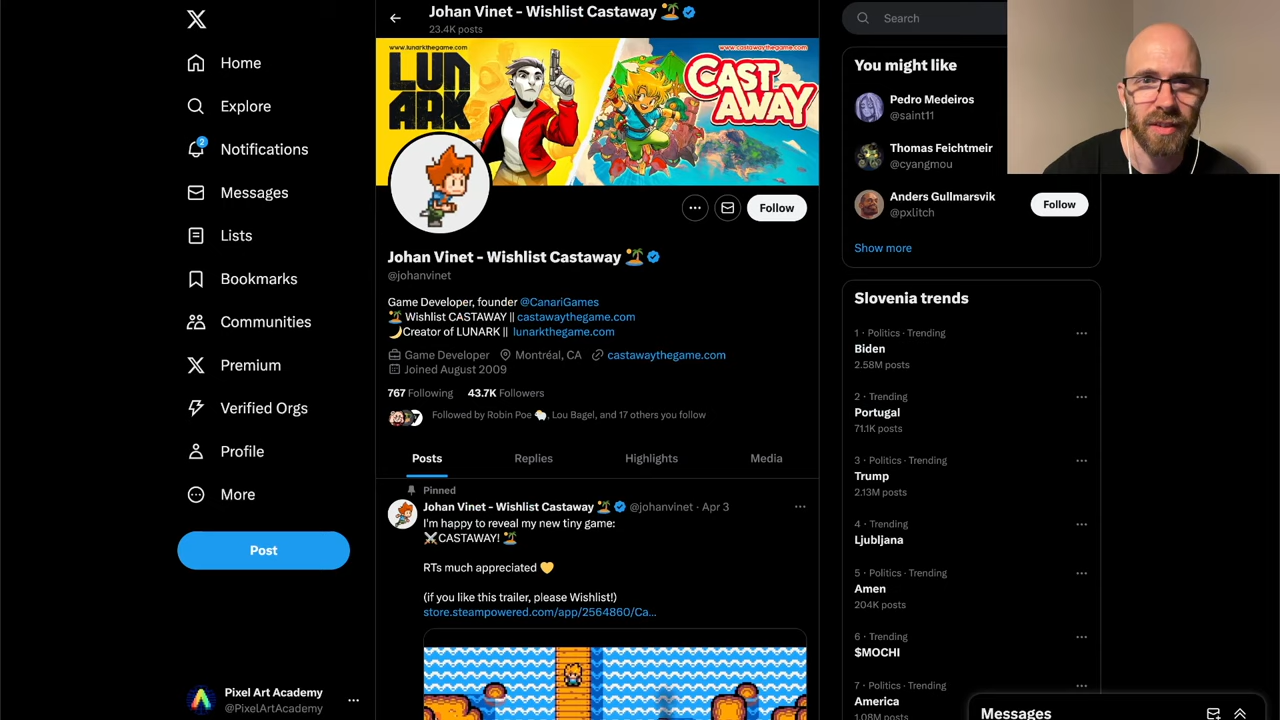 Home
Explore
2
Notifications
Messages
Lists
Bookmarks
Communities
Premium
Verified Orgs
Profile
More
Post
Pixel Art Academy
@PixelArtAcademy
Johan Vinet - Wishlist Castaway
23.4K posts
www.lunarkthegame.com
www.castawaythegame.com
LUNARK
CASTAWAY
Follow
Johan Vinet - Wishlist Castaway
@johanvinet
Game Developer, founder @CanariGames
Wishlist CASTAWAY || castawaythegame.com
Creator of LUNARK || lunarkthegame.com
Game Developer Montréal, CA castawaythegame.com
Joined August 2009
767 Following 43.7K Followers
Followed by Robin Poe , Lou Bagel, and 17 others you follow
Posts Replies Highlights Media
Pinned
Johan Vinet - Wishlist Castaway @johanvinet · Apr 3
I'm happy to reveal my new tiny game:
CASTAWAY!
RTs much appreciated
(if you like this trailer, please Wishlist!)
store.steampowered.com/app/2564860/Ca...
Search
You might like
Pedro Medeiros
@saint11
Thomas Feichtmeir
@cyangmou
Anders Gullmarsvik
@pxlitch
Follow
Show more
Slovenia trends
1 · Politics · Trending
Biden
2.58M posts
2 · Trending
Portugal
71.1K posts
3 · Politics · Trending
Trump
2.13M posts
4 · Trending
Ljubljana
5 · Politics · Trending
Amen
204K posts
6 · Trending
$MOCHI
7 · Politics · Trending
America
1.08M posts
Messages